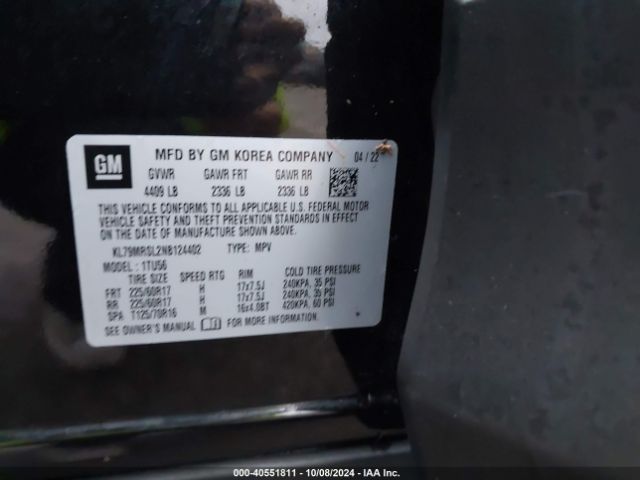 GM
MFD BY GM KOREA COMPANY 04 / 22
GVWR GAWR FRT GAWR RR
4409 LB 2336 LB 2336 LB
THIS VEHICLE CONFORMS TO ALL APPLICABLE U.S. FEDERAL MOTOR
VEHICLE SAFETY AND THEFT PREVENTION STANDARDS IN EFFECT
ON THE DATE OF MANUFACTURE SHOWN ABOVE.
KL79MRSL2NB124402 TYPE: MPV
MODEL: 1TU56
TIRE SIZE SPEED RTG RIM COLD TIRE PRESSURE
FRT 225/60R17 H 17x7.5J 240KPA, 35 PSI
RR 225/60R17 H 17x7.5J 240KPA, 35 PSI
SPA T125/70R16 M 16x4.0BT 420KPA, 60 PSI
SEE OWNER'S MANUAL FOR MORE INFORMATION.
000-40551811 - 10/08/2024 - IAA Inc.